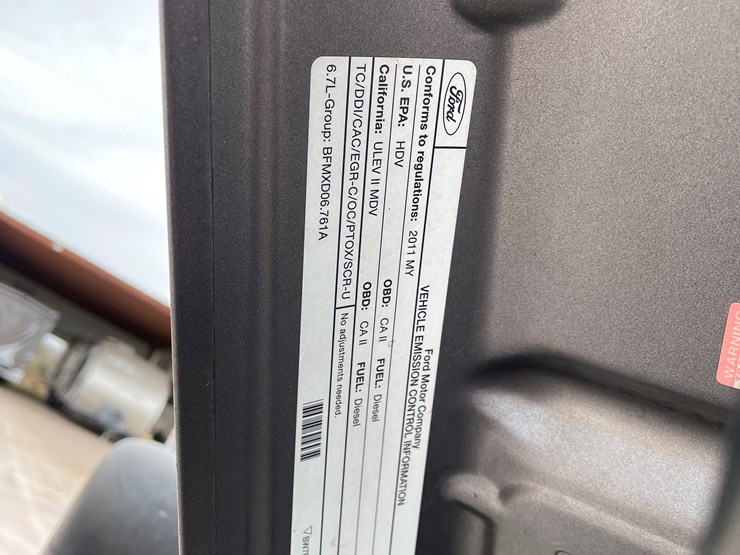 Ford
Ford Motor Company
VEHICLE EMISSION CONTROL INFORMATION
Conforms to regulations: 2011 MY
U.S. EPA: HDV OBD: CA II FUEL: Diesel
California: ULEV II MDV OBD: CA II FUEL: Diesel
TC/DDI/CAC/EGR-C/OC/PTOX/SCR-U No adjustments needed.
6.7L-Group: BFMXD06.761A
WARNING